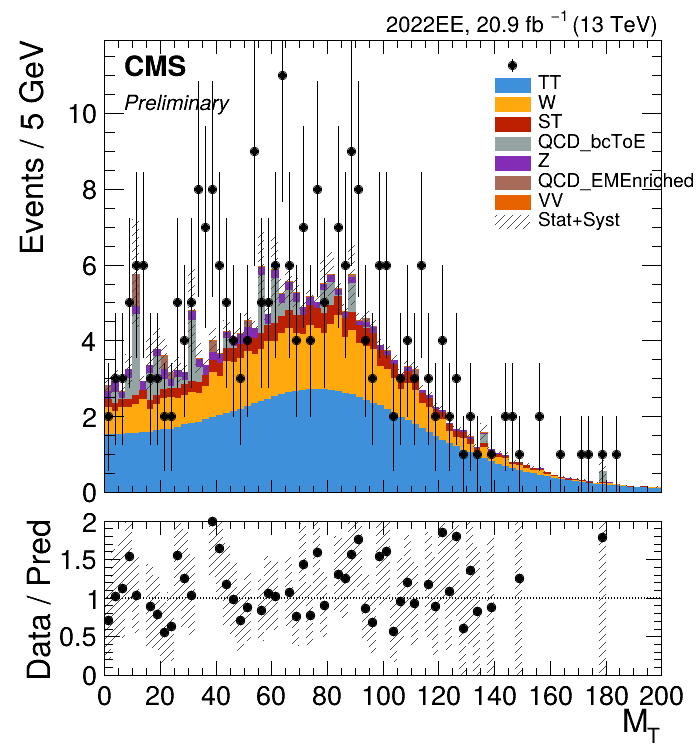 2022EE, 20.9 fb⁻¹ (13 TeV)
CMS
Preliminary
TT
W
ST
QCD_bcToE
Z
QCD_EMEnriched
VV
Stat+Syst
Events / 5 GeV
10
8
6
4
2
0
Data / Pred
2
1.5
1
0.5
0
0 20 40 60 80 100 120 140 160 180 200
M_T